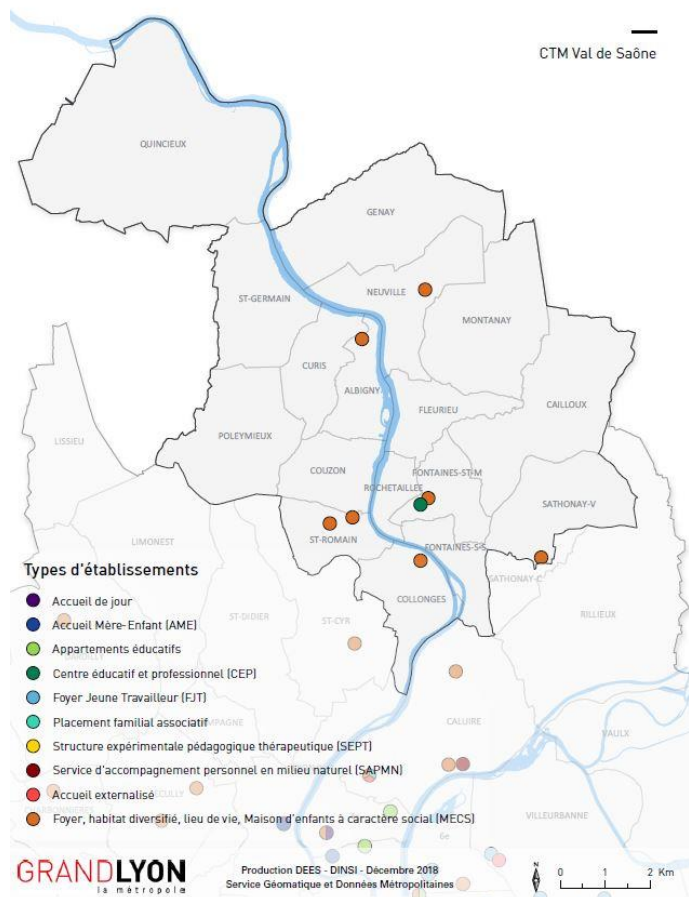 CTM Val de Saône
QUINCIEUX
GENAY
ST-GERMAIN
NEUVILLE
MONTANAY
CURIS
ALBIGNY
FLEURIEU
CAILLOUX
POLEYMIEUX
LISSIEU
COUZON
FONTAINES-ST-M
ROCHETAILLEE
SATHONAY-V
LIMONEST
ST-ROMAIN
FONTAINES-S-S
SATHONAY-C
Types d'établissements
COLLONGES
RILLIEUX
ST-DIDIER
ST-CYR
Accueil de jour
Accueil Mère-Enfant (AME)
Appartements éducatifs
Centre éducatif et professionnel (CEP)
Foyer Jeune Travailleur (FJT)
Placement familial associatif
CALUIRE
VAULX
Structure expérimentale pédagogique thérapeutique (SEPT)
Service d'accompagnement personnel en milieu naturel (SAPMN)
Accueil externalisé
VILLEURBANNE
Foyer, habitat diversifié, lieu de vie, Maison d'enfants à caractère social (MECS)
6e
GRANDLYON
la métropole
Production DEES - DINSI - Décembre 2018
Service Géomatique et Données Métropolitaines
N
0 1 2 Km